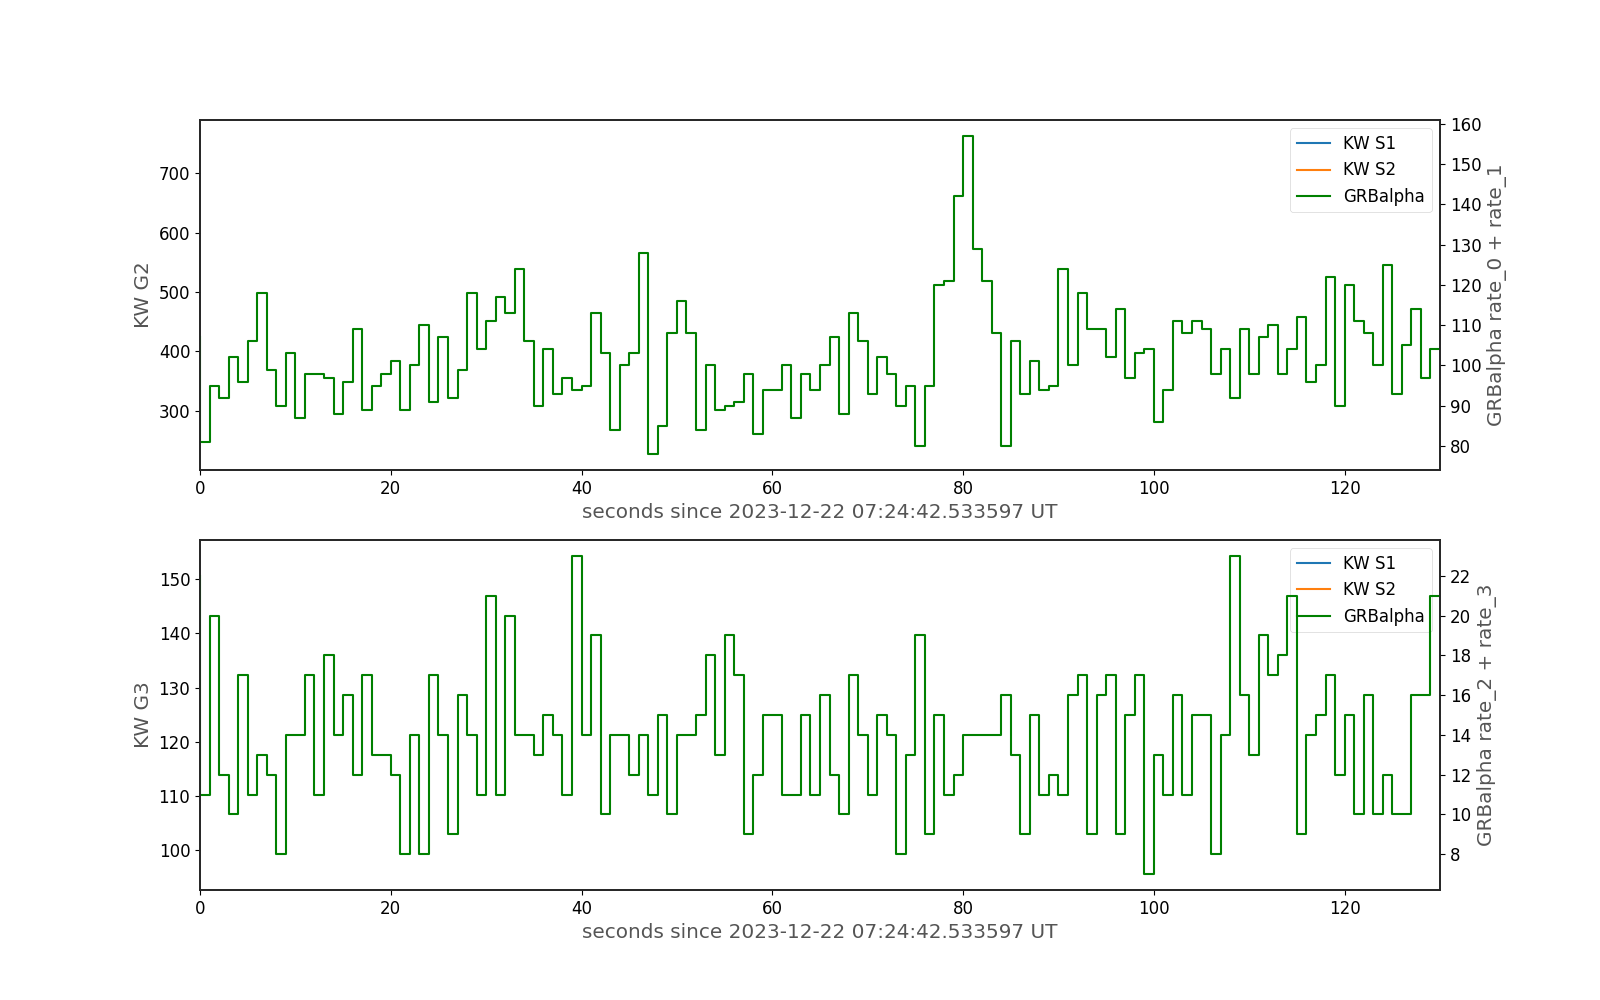 KW G2
700
600
500
400
300
160
150
140
130
120
110
100
90
80
GRBalpha rate_0 + rate_1
KW S1
KW S2
GRBalpha
0 20 40 60 80 100 120
seconds since 2023-12-22 07:24:42.533597 UT
KW G3
150
140
130
120
110
100
22
20
18
16
14
12
10
8
GRBalpha rate_2 + rate_3
KW S1
KW S2
GRBalpha
0 20 40 60 80 100 120
seconds since 2023-12-22 07:24:42.533597 UT